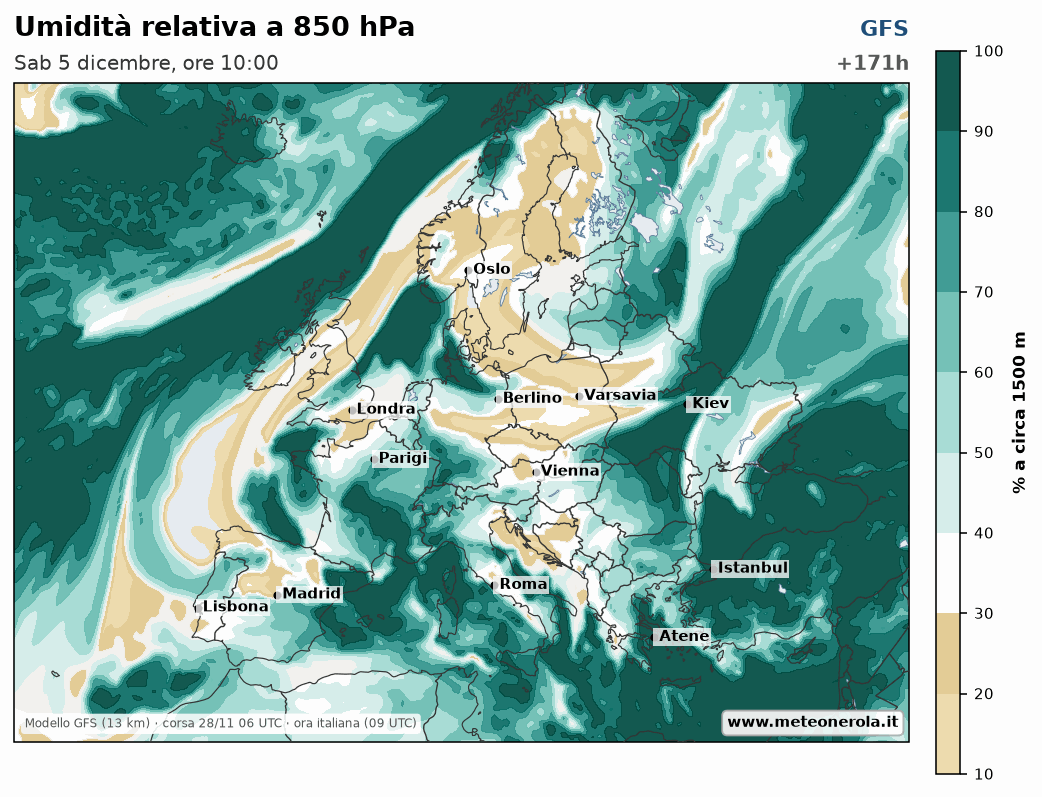 Umidità relativa a 850 hPa
GFS
Sab 5 dicembre, ore 10:00
+171h
100
90
80
70
60
50
40
30
20
10
% a circa 1500 m
Oslo
Berlino
Varsavia
Kiev
Londra
Parigi
Vienna
Istanbul
Roma
Madrid
Lisbona
Atene
Modello GFS (13 km) · corsa 28/11 06 UTC · ora italiana (09 UTC)
www.meteonerola.it